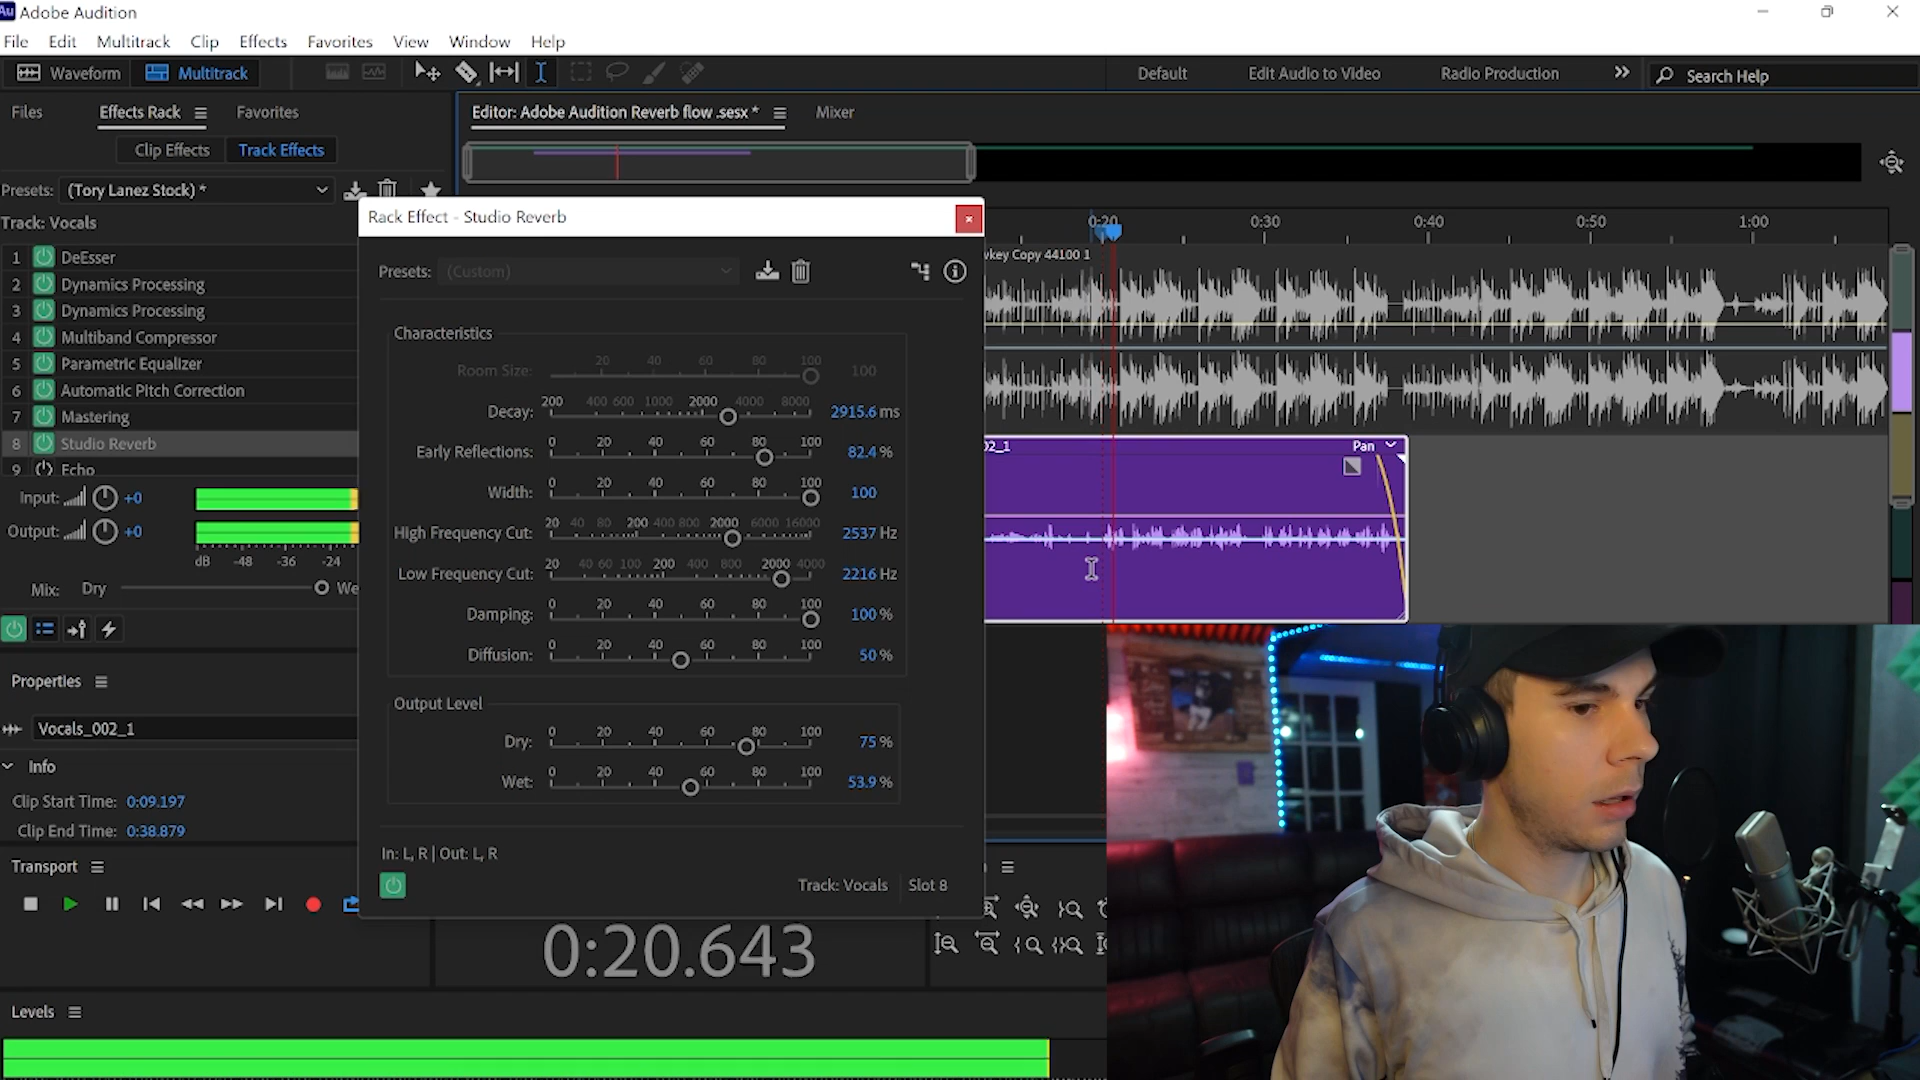 Au Adobe Audition
File Edit Multitrack Clip Effects Favorites View Window Help
Waveform Multitrack Default Edit Audio to Video Radio Production Search Help
Files Effects Rack Favorites
Editor: Adobe Audition Reverb flow .sesx * Mixer
Clip Effects Track Effects
Presets: (Tory Lanez Stock) *
Track: Vocals
1 DeEsser
2 Dynamics Processing
3 Dynamics Processing
4 Multiband Compressor
5 Parametric Equalizer
6 Automatic Pitch Correction
7 Mastering
8 Studio Reverb
9 Echo
Input: +0
Output: +0
dB -48 -36 -24
Mix: Dry We
Properties
Vocals_002_1
Info
Clip Start Time: 0:09.197
Clip End Time: 0:38.879
Transport
Rack Effect - Studio Reverb
Presets: (Custom)
Characteristics
20 40 60 80 100
Room Size: 100
200 400 600 1000 2000 4000 8000
Decay: 2915.6 ms
0 20 40 60 80 100
Early Reflections: 82.4 %
0 20 40 60 80 100
Width: 100
20 40 80 200 400 800 2000 6000 16000
High Frequency Cut: 2537 Hz
20 40 60 100 200 400 800 2000 4000
Low Frequency Cut: 2216 Hz
0 20 40 60 80 100
Damping: 100 %
0 20 40 60 80 100
Diffusion: 50 %
Output Level
0 20 40 60 80 100
Dry: 75 %
0 20 40 60 80 100
Wet: 53.9 %
In: L, R | Out: L, R
Track: Vocals Slot 8
0:20 0:30 0:40 0:50 1:00
vkey Copy 44100 1
02_1 Pan
0:20.643
Levels